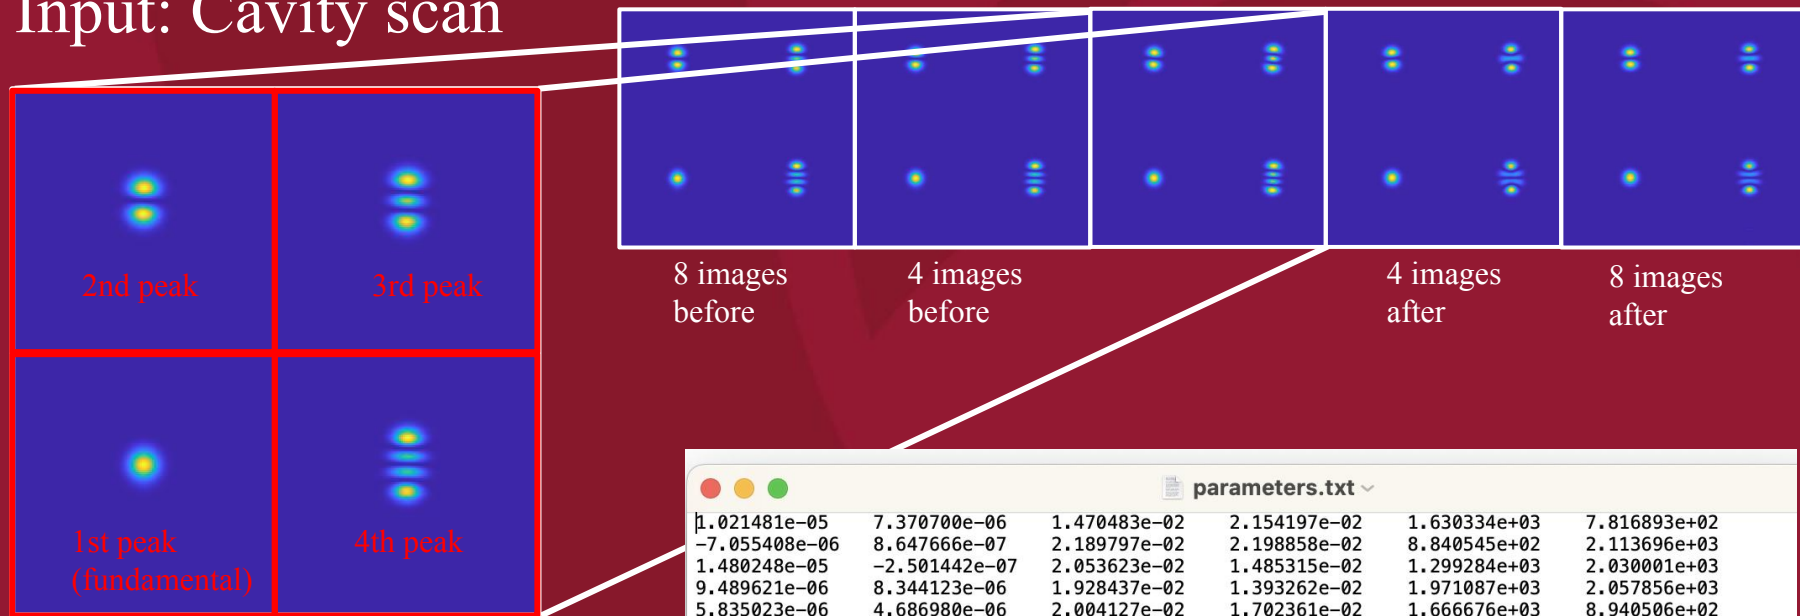 Input: Cavity scan
2nd peak
3rd peak
1st peak
(fundamental)
4th peak
8 images
before
4 images
before
4 images
after
8 images
after
parameters.txt
1.021481e-05 7.370700e-06 1.470483e-02 2.154197e-02 1.630334e+03 7.816893e+02
-7.055408e-06 8.647666e-07 2.189797e-02 2.198858e-02 8.840545e+02 2.113696e+03
1.480248e-05 -2.501442e-07 2.053623e-02 1.485315e-02 1.299284e+03 2.030001e+03
9.489621e-06 8.344123e-06 1.928437e-02 1.393262e-02 1.971087e+03 2.057856e+03
5.835023e-06 4.686980e-06 2.004127e-02 1.702361e-02 1.666676e+03 8.940506e+02